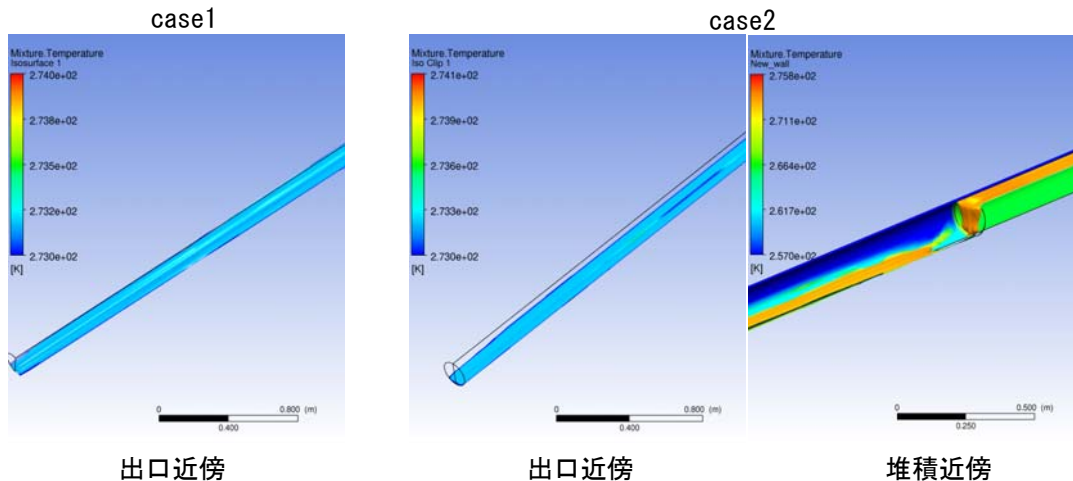 case1
case2
Mixture.Temperature
Isosurface 1
2.740e+02
2.738e+02
2.735e+02
2.732e+02
2.730e+02
[K]
0
0.800 (m)
0.400
Mixture.Temperature
Iso Clip 1
2.741e+02
2.739e+02
2.736e+02
2.733e+02
2.730e+02
[K]
0
0.800 (m)
0.400
Mixture.Temperature
New_wall
2.758e+02
2.711e+02
2.664e+02
2.617e+02
2.570e+02
[K]
0
0.500 (m)
0.250
出口近傍
出口近傍
堆積近傍